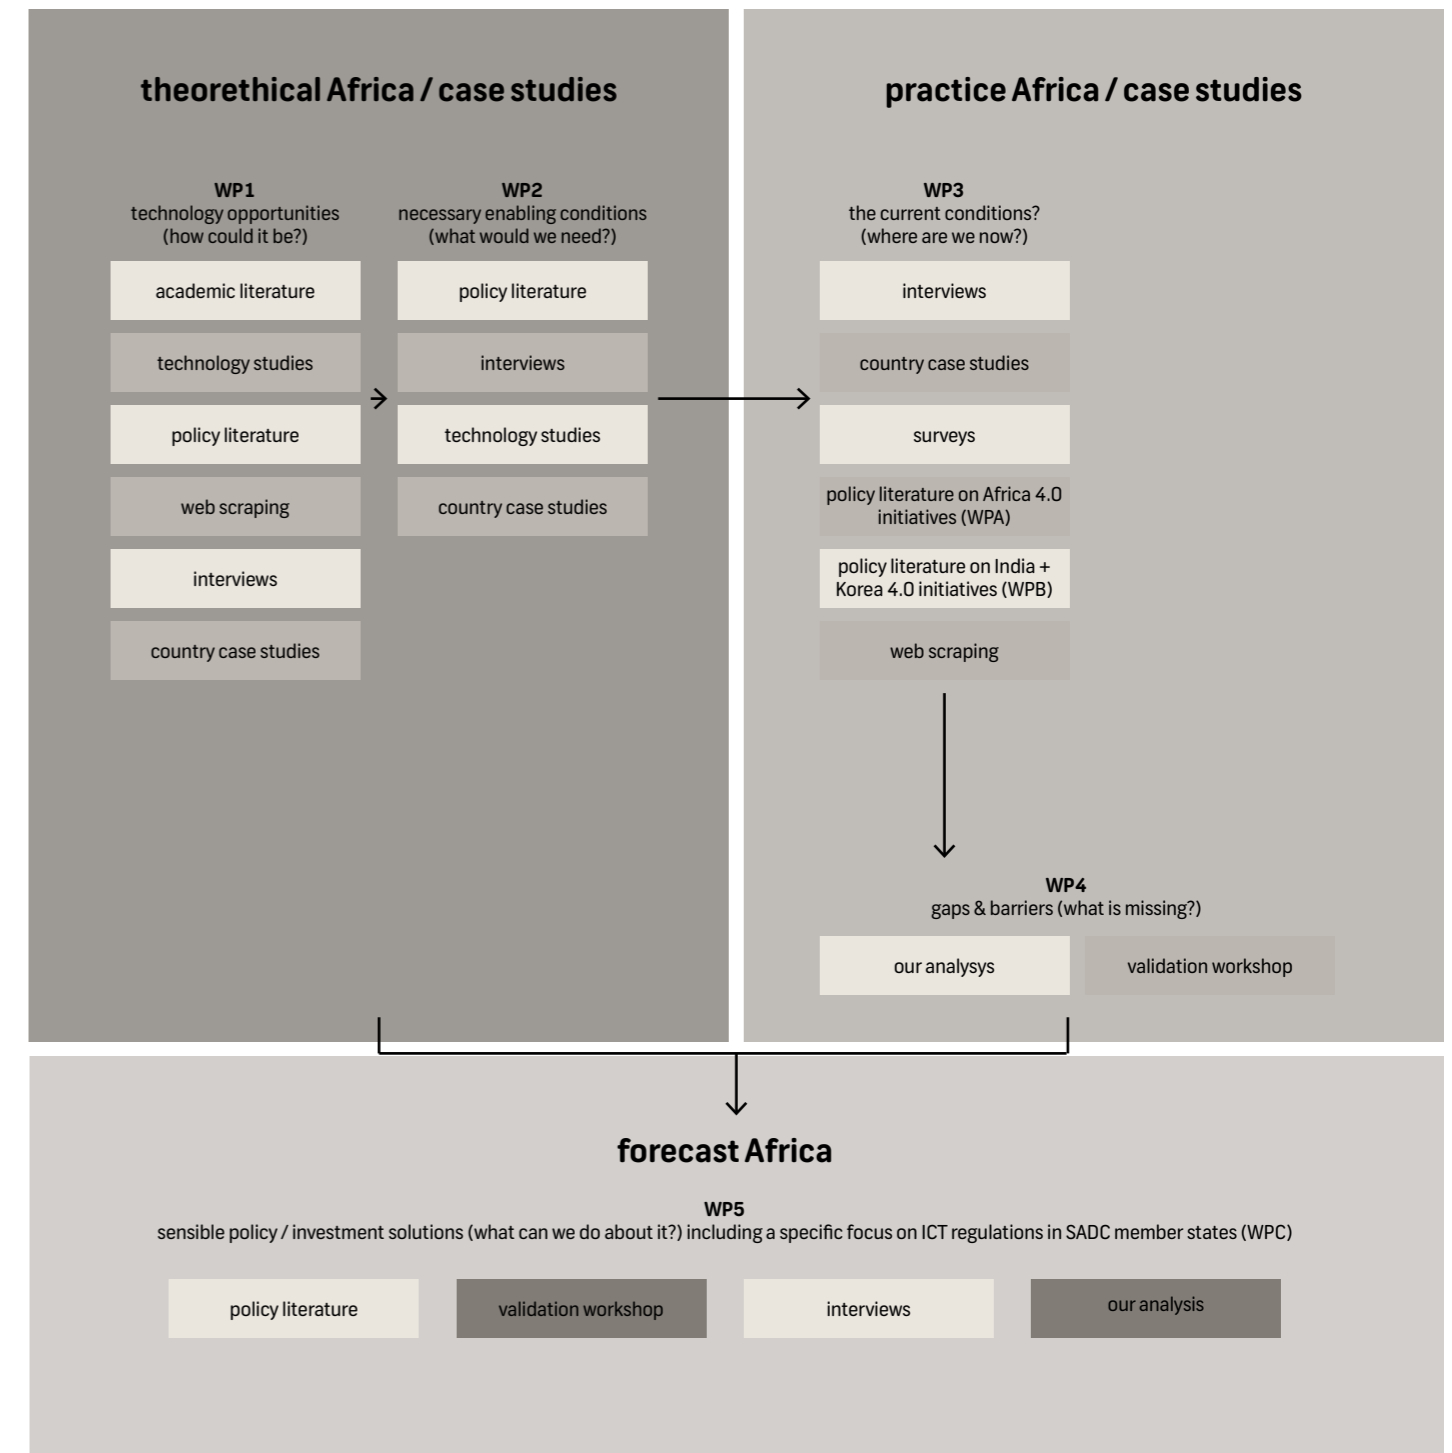 theorethical Africa / case studies
WP1
technology opportunities
(how could it be?)
academic literature
technology studies
policy literature
web scraping
interviews
country case studies
WP2
necessary enabling conditions
(what would we need?)
policy literature
interviews
technology studies
country case studies
practice Africa / case studies
WP3
the current conditions?
(where are we now?)
interviews
country case studies
surveys
policy literature on Africa 4.0
initiatives (WPA)
policy literature on India +
Korea 4.0 initiatives (WPB)
web scraping
WP4
gaps & barriers (what is missing?)
our analysys
validation workshop
forecast Africa
WP5
sensible policy / investment solutions (what can we do about it?) including a specific focus on ICT regulations in SADC member states (WPC)
policy literature
validation workshop
interviews
our analysis